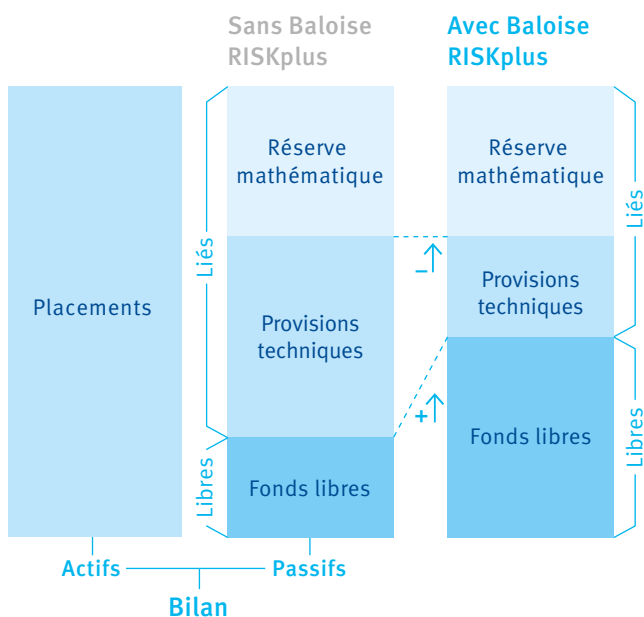 Sans Baloise
RISKplus
Avec Baloise
RISKplus
Placements
Liés
Réserve
mathématique
Provisions
techniques
Libres
Fonds libres
–
+
Réserve
mathématique
Provisions
techniques
Liés
Fonds libres
Libres
Actifs
Passifs
Bilan